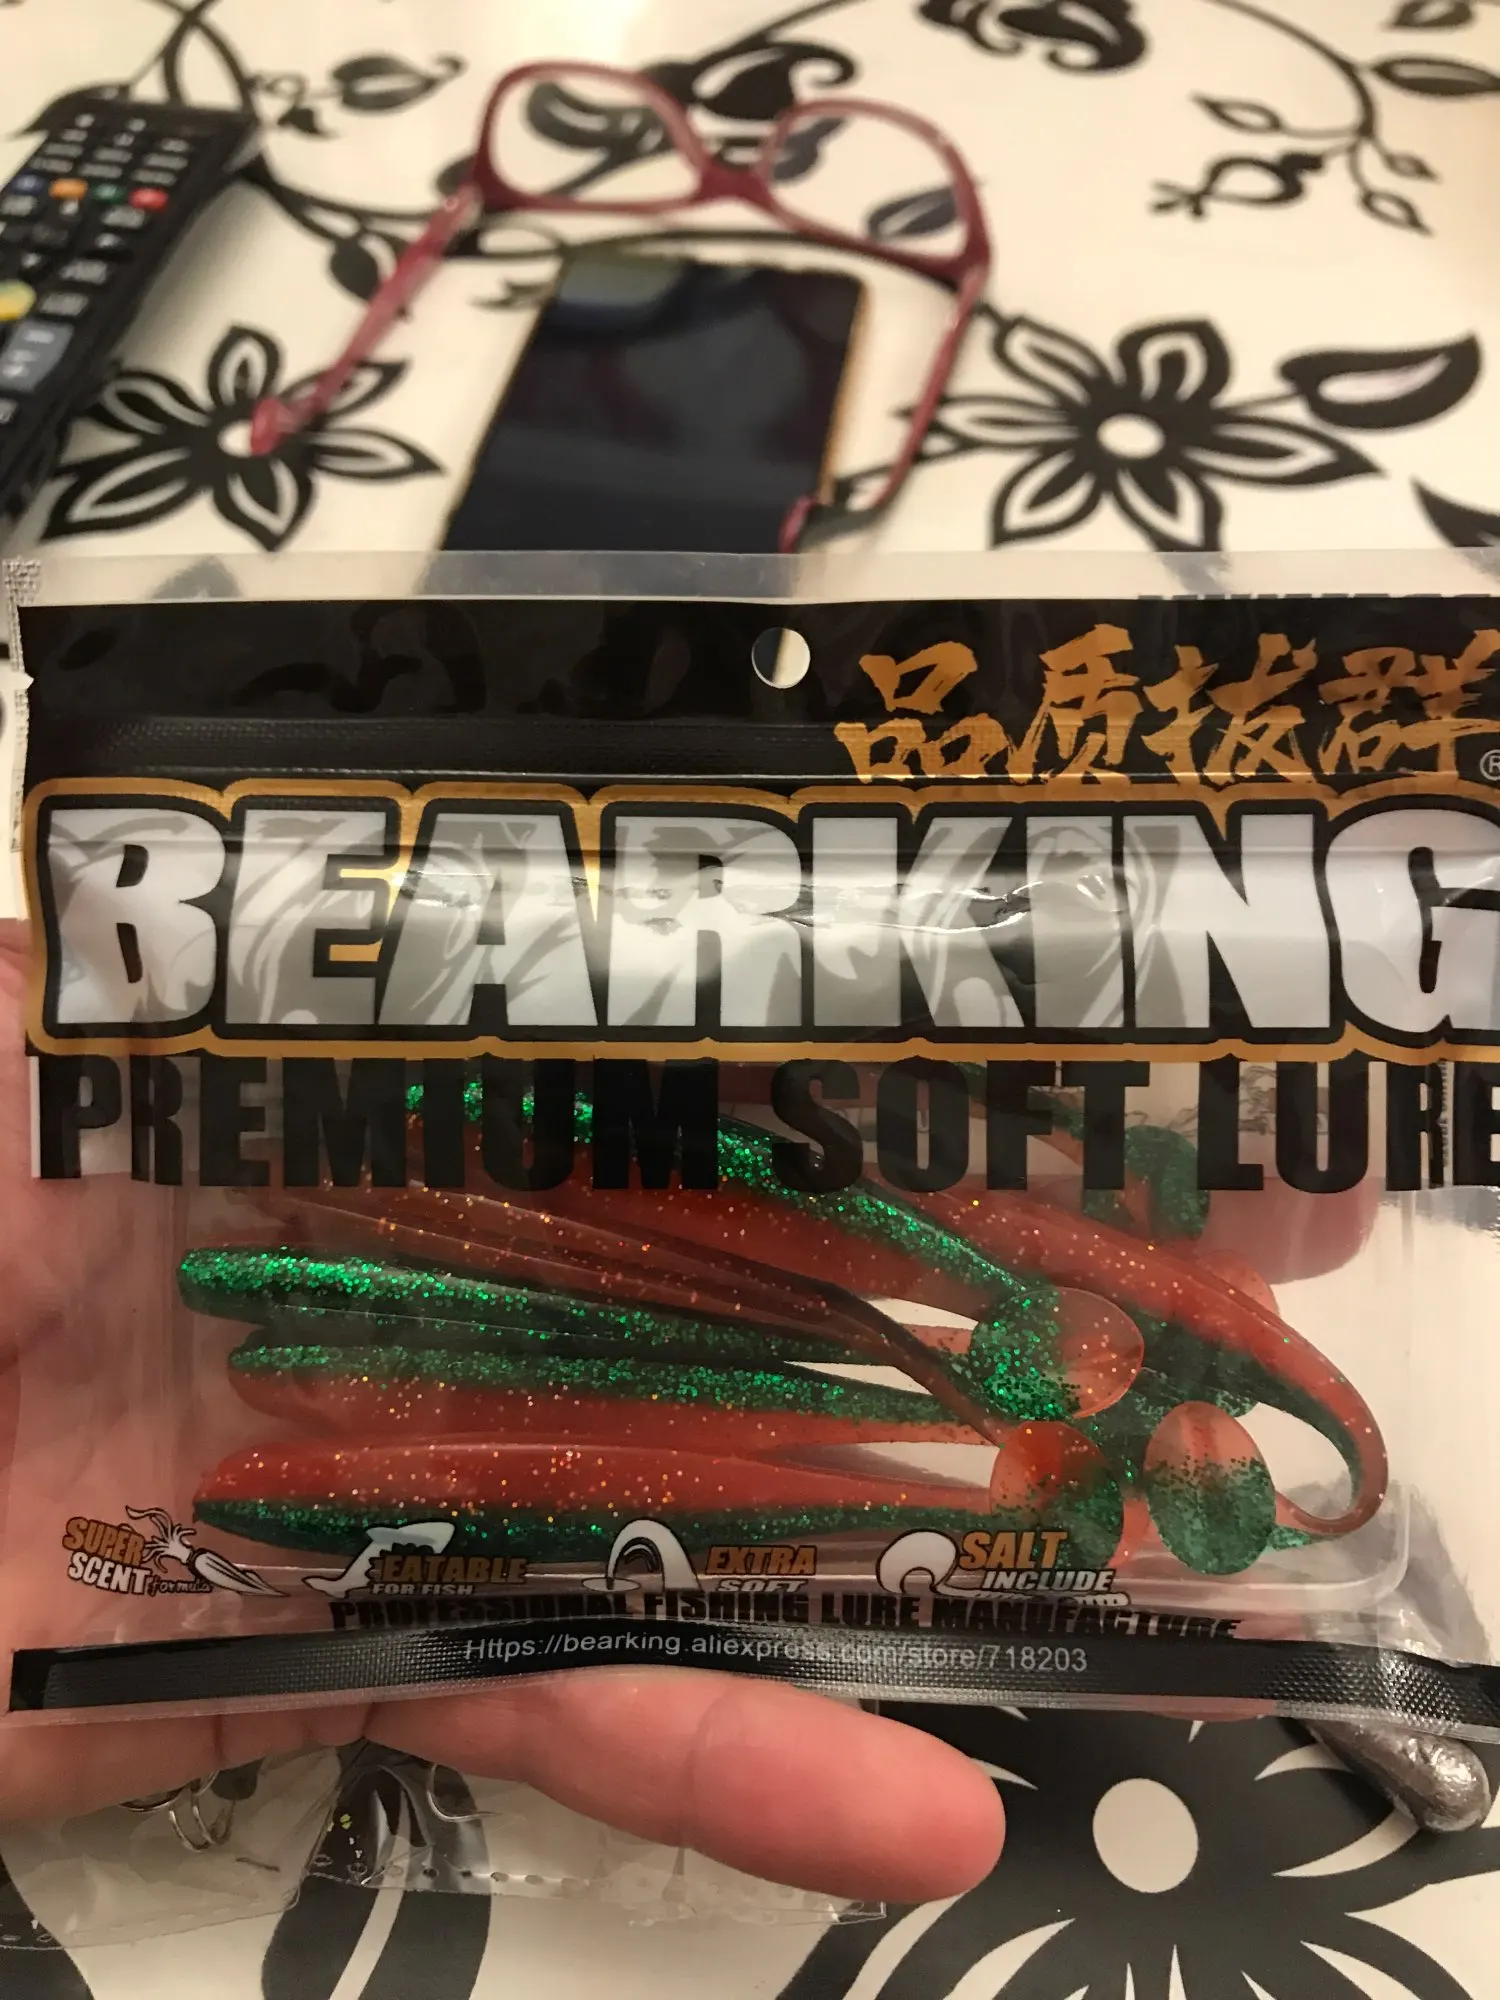 品质抜群
®
BEARKING
PREMIUM SOFT LURE
SUPER
SCENT formula
EATABLE
FOR FISH
EXTRA
SOFT
SALT
INCLUDE
PROFESSIONAL FISHING LURE MANUFACTURE
Https://bearking.aliexpress.com/store/718203